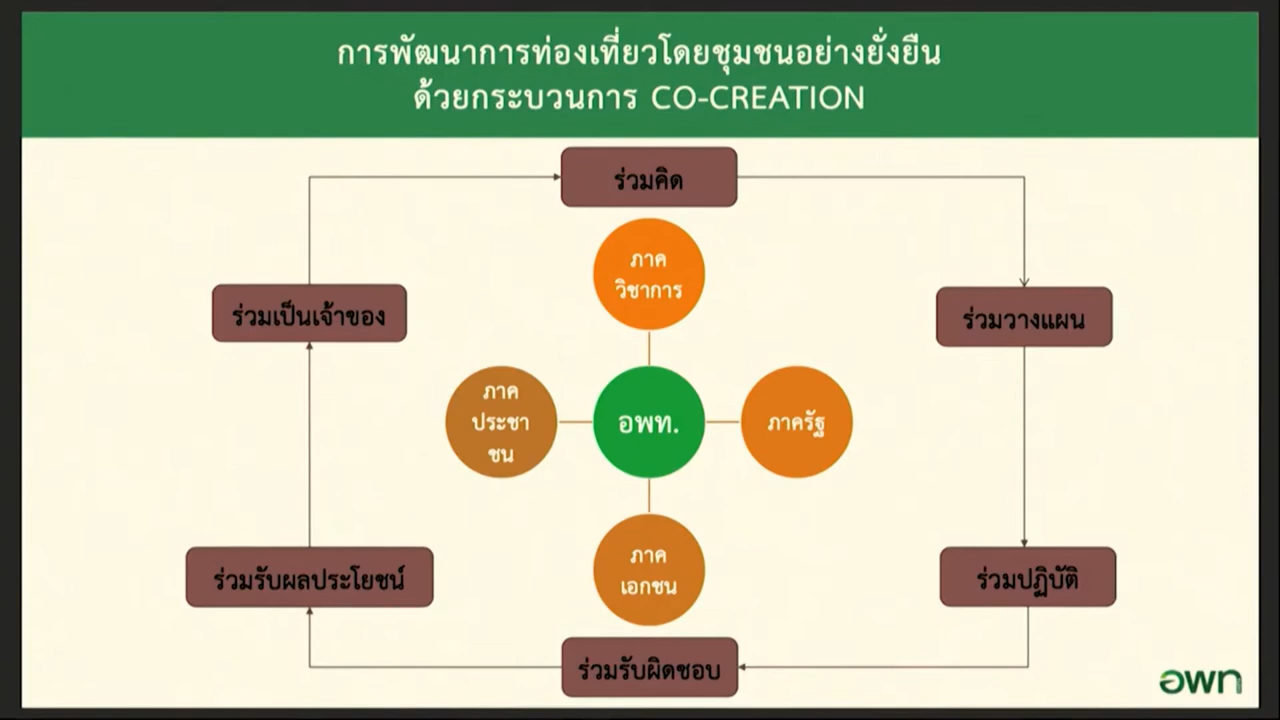 การพัฒนาการท่องเที่ยวโดยชุมชนอย่างยั่งยืน
ด้วยกระบวนการ CO-CREATION
ร่วมคิด
ภาค
วิชาการ
ร่วมเป็นเจ้าของ
ร่วมวางแผน
ภาค
ประชา
ชน
อพท.
ภาครัฐ
ภาค
เอกชน
ร่วมรับผลประโยชน์
ร่วมปฏิบัติ
ร่วมรับผิดชอบ
อพท